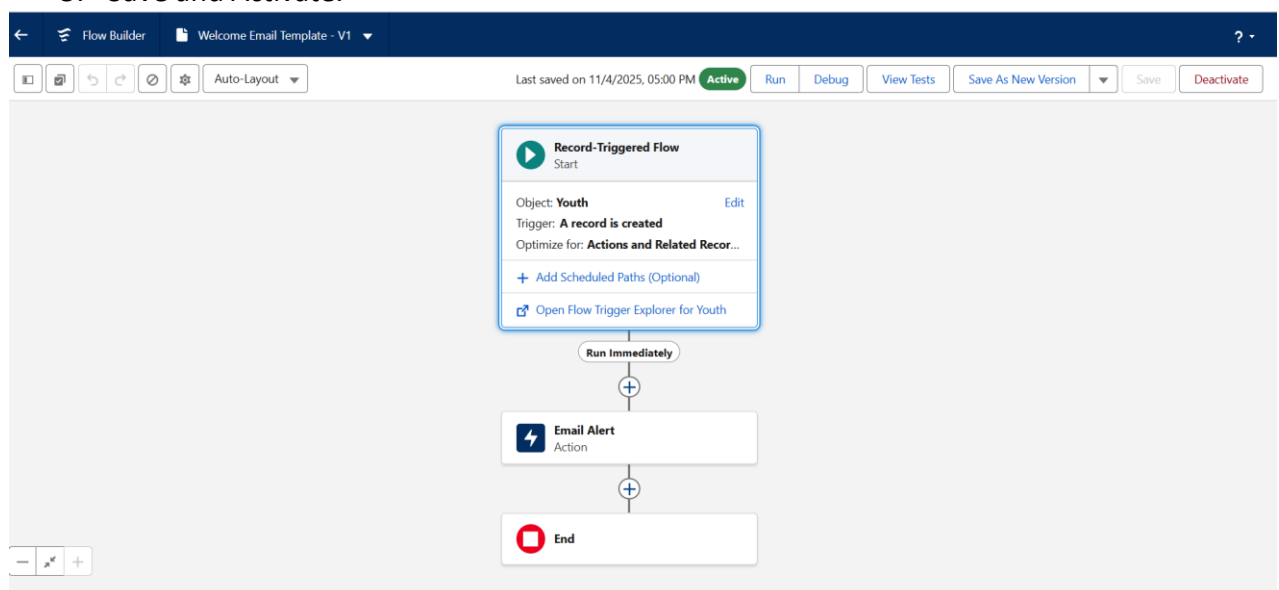 Save and Activate.
Flow Builder
Welcome Email Template - V1
? 
Auto-Layout
Last saved on 11/4/2025, 05:00 PM Active Run Debug View Tests Save As New Version Save Deactivate
Record-Triggered Flow
Start
Object: Youth Edit
Trigger: A record is created
Optimize for: Actions and Related Recor...
+ Add Scheduled Paths (Optional)
Open Flow Trigger Explorer for Youth
Run Immediately
Email Alert
Action
End